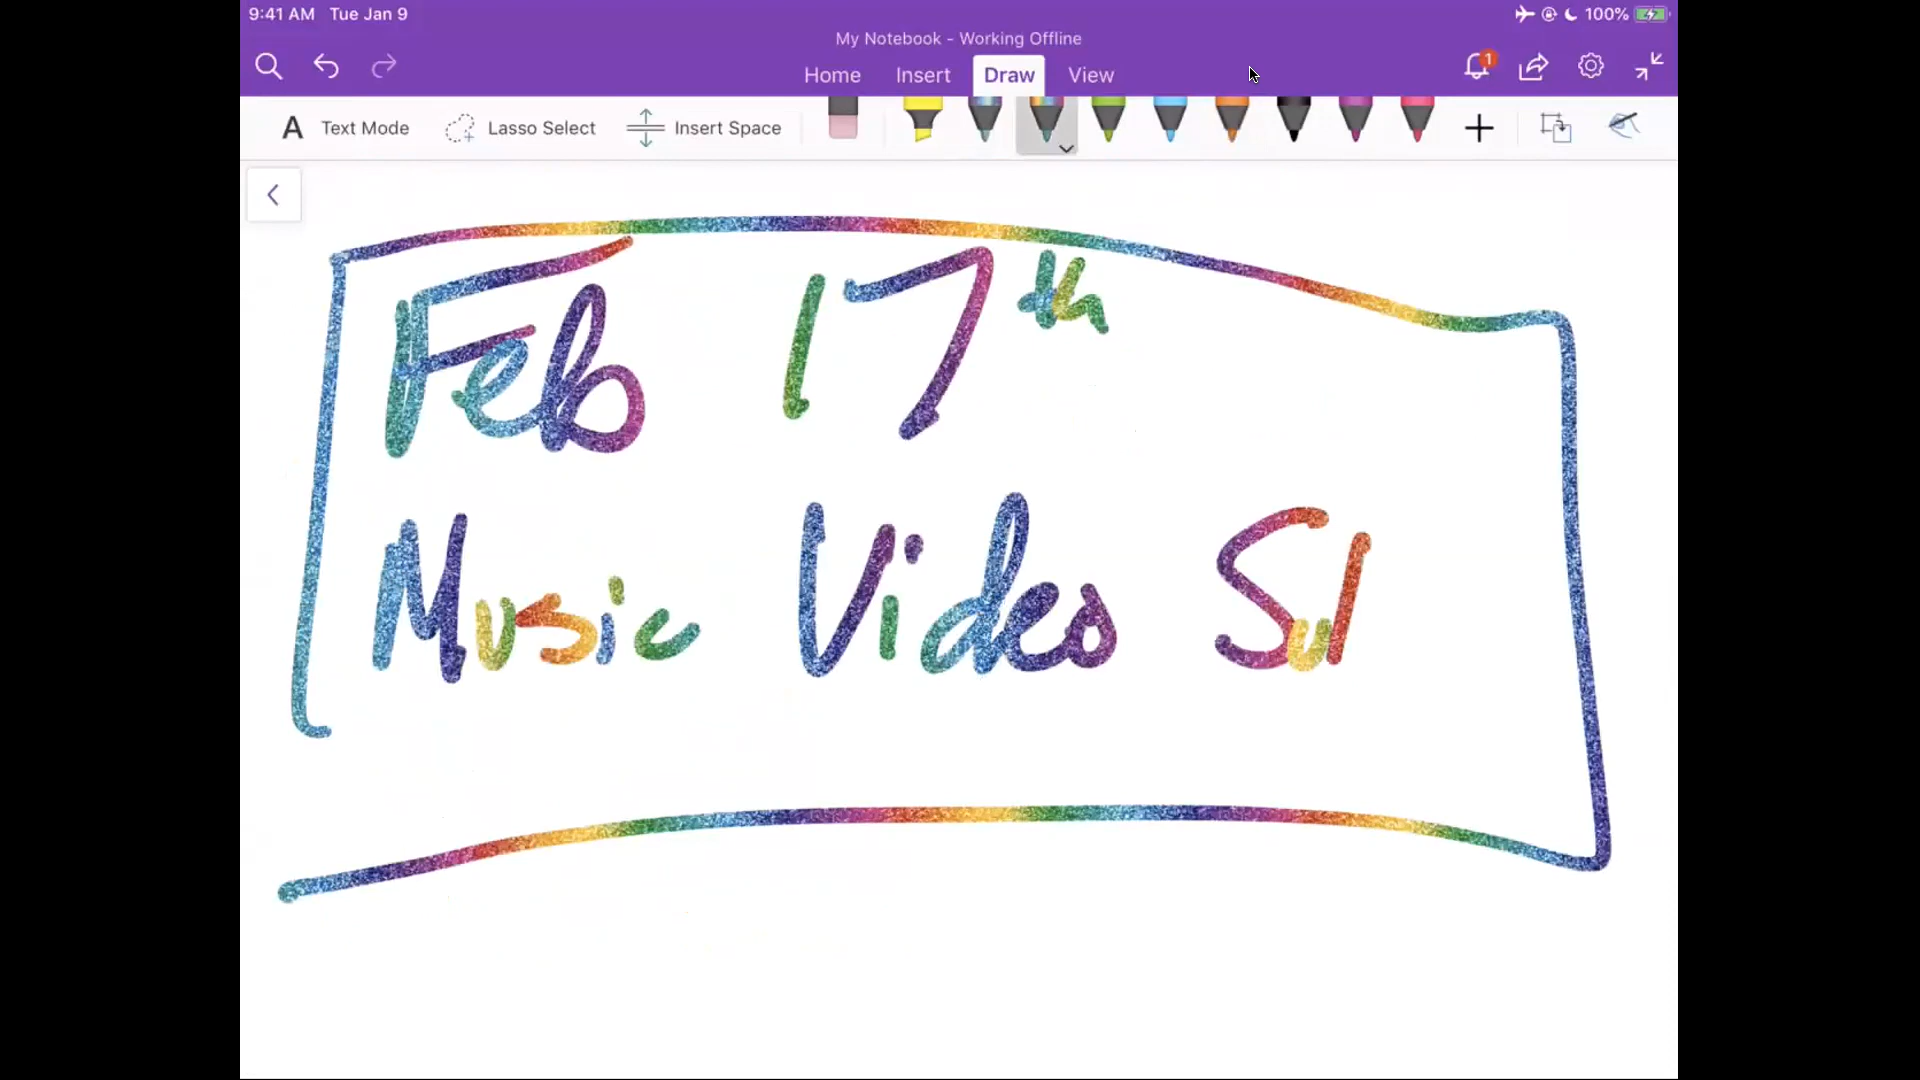 9:41 AM Tue Jan 9
100%
My Notebook - Working Offline
Home Insert Draw View
1
A Text Mode Lasso Select Insert Space
Feb 17th
Music Video